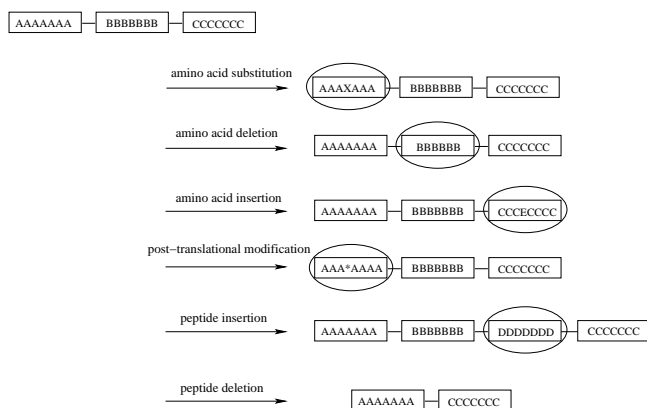 AAAAAAA BBBBBBB CCCCCCC
amino acid substitution
AAAXAAA BBBBBBB CCCCCCC
amino acid deletion
AAAAAAA BBBBBB CCCCCCC
amino acid insertion
AAAAAAA BBBBBBB CCCECCCC
post-translational modification
AAA*AAAA BBBBBBB CCCCCCC
peptide insertion
AAAAAAA BBBBBBB DDDDDDD CCCCCCC
peptide deletion
AAAAAAA CCCCCCC